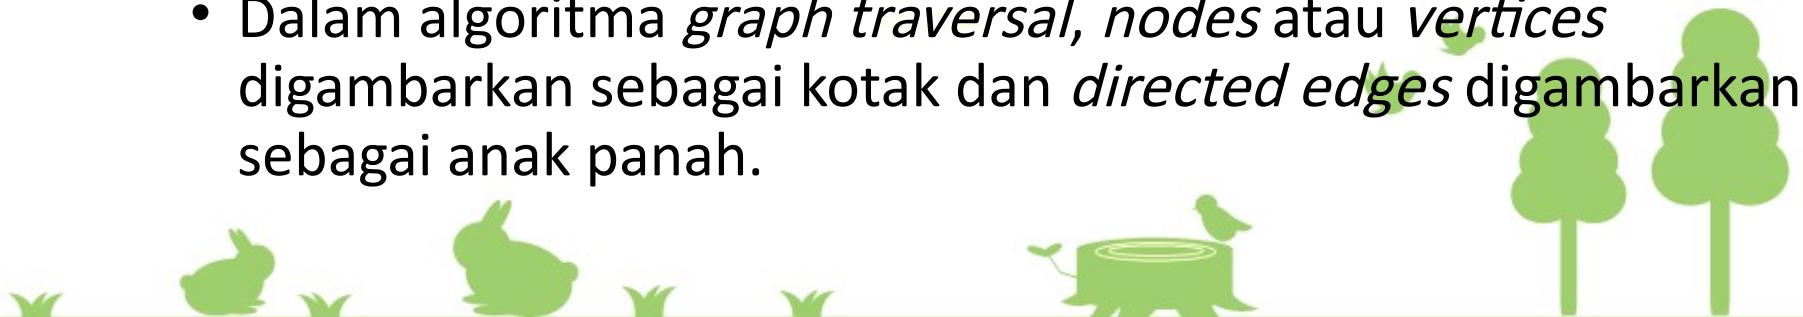 • Dalam algoritma graph traversal, nodes atau vertices
digambarkan sebagai kotak dan directed edges digambarkan
sebagai anak panah.